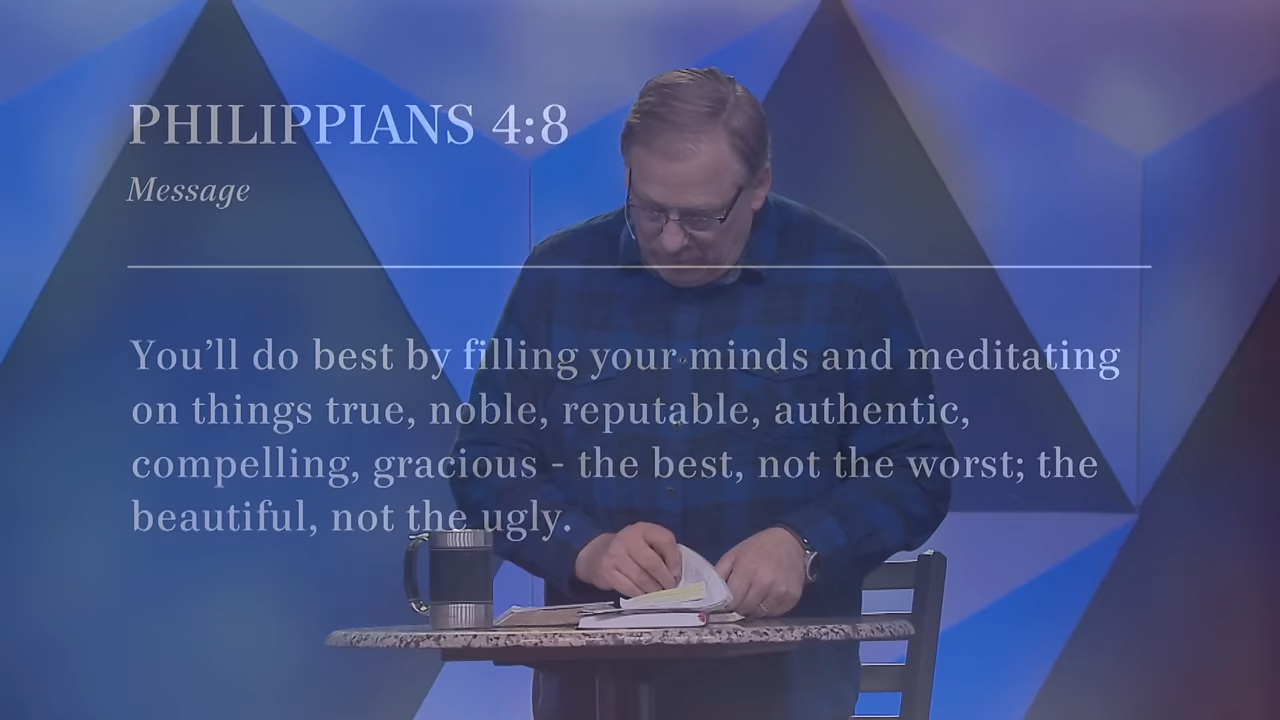 PHILIPPIANS 4:8
Message
You’ll do best by filling your minds and meditating
on things true, noble, reputable, authentic,
compelling, gracious - the best, not the worst; the
beautiful, not the ugly.